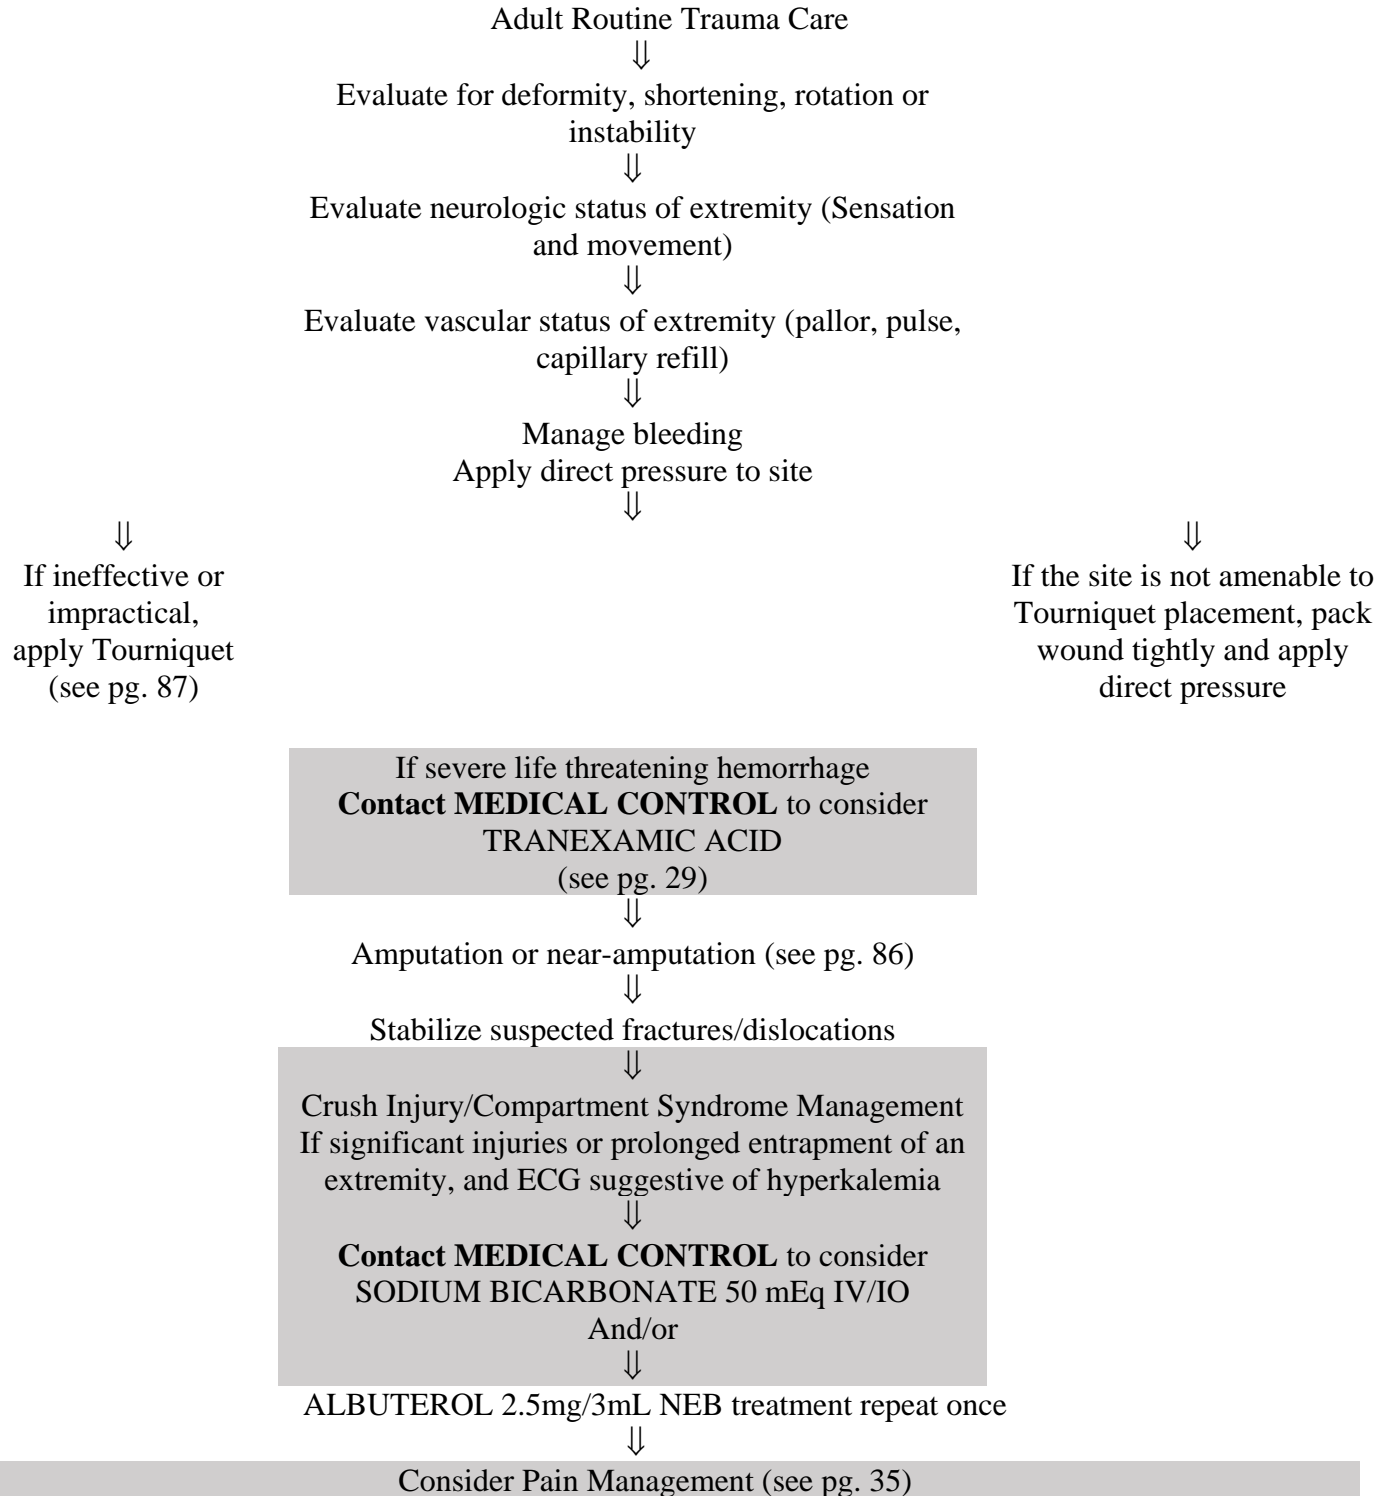 Adult Routine Trauma Care
⇓
Evaluate for deformity, shortening, rotation or
instability
⇓
Evaluate neurologic status of extremity (Sensation
and movement)
⇓
Evaluate vascular status of extremity (pallor, pulse,
capillary refill)
⇓
Manage bleeding
Apply direct pressure to site
⇓
⇓
If ineffective or
impractical,
apply Tourniquet
(see pg. 87)
⇓
If the site is not amenable to
Tourniquet placement, pack
wound tightly and apply
direct pressure
If severe life threatening hemorrhage
Contact MEDICAL CONTROL to consider
TRANEXAMIC ACID
(see pg. 29)
⇓
Amputation or near-amputation (see pg. 86)
⇓
Stabilize suspected fractures/dislocations
⇓
Crush Injury/Compartment Syndrome Management
If significant injuries or prolonged entrapment of an
extremity, and ECG suggestive of hyperkalemia
⇓
Contact MEDICAL CONTROL to consider
SODIUM BICARBONATE 50 mEq IV/IO
And/or
⇓
ALBUTEROL 2.5mg/3mL NEB treatment repeat once
⇓
Consider Pain Management (see pg. 35)